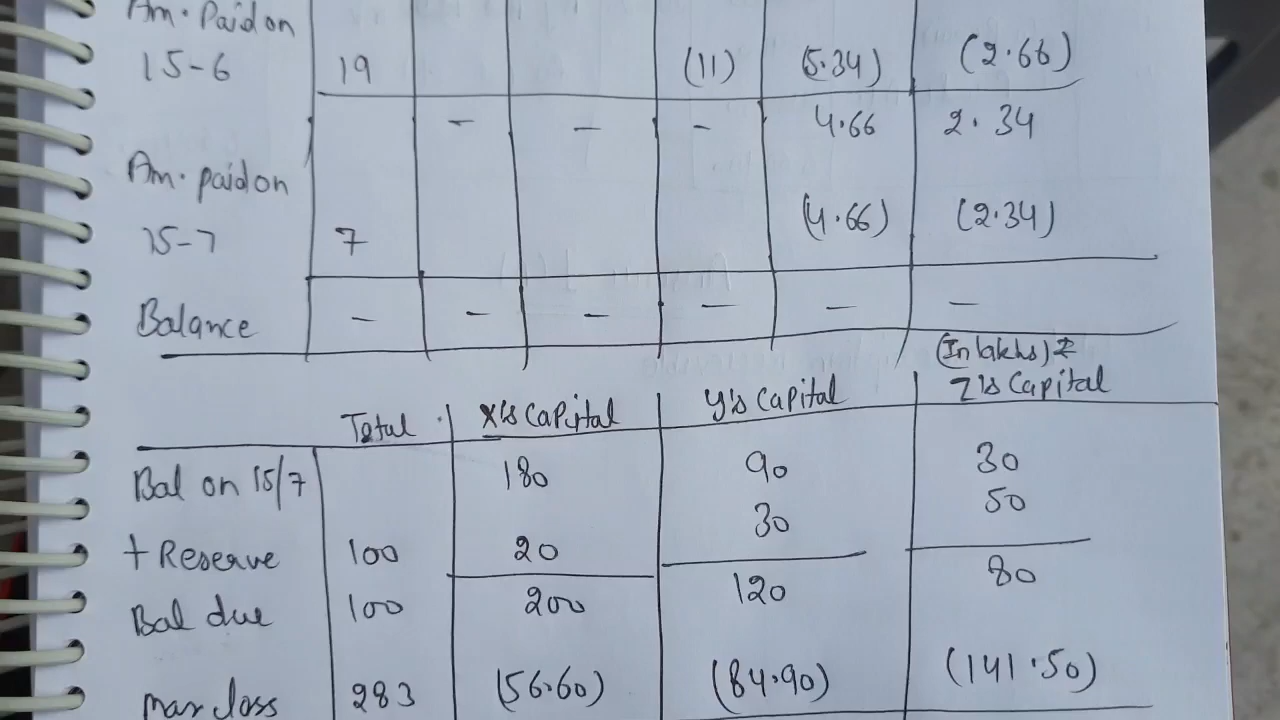 Am. Paid on
15-6 19 (11) (5.34) (2.66)
- - - 4.66 2.34
Am. paid on
15-7 7 (4.66) (2.34)
Balance - - - - - -
(In lakhs) ₹
Total X's Capital Y's Capital Z's Capital
Bal on 15/7 180 90 30
+ Reserve 100 20 30 50
Bal due 100 200 120 80
Max loss 283 (56.60) (84.90) (141.50)